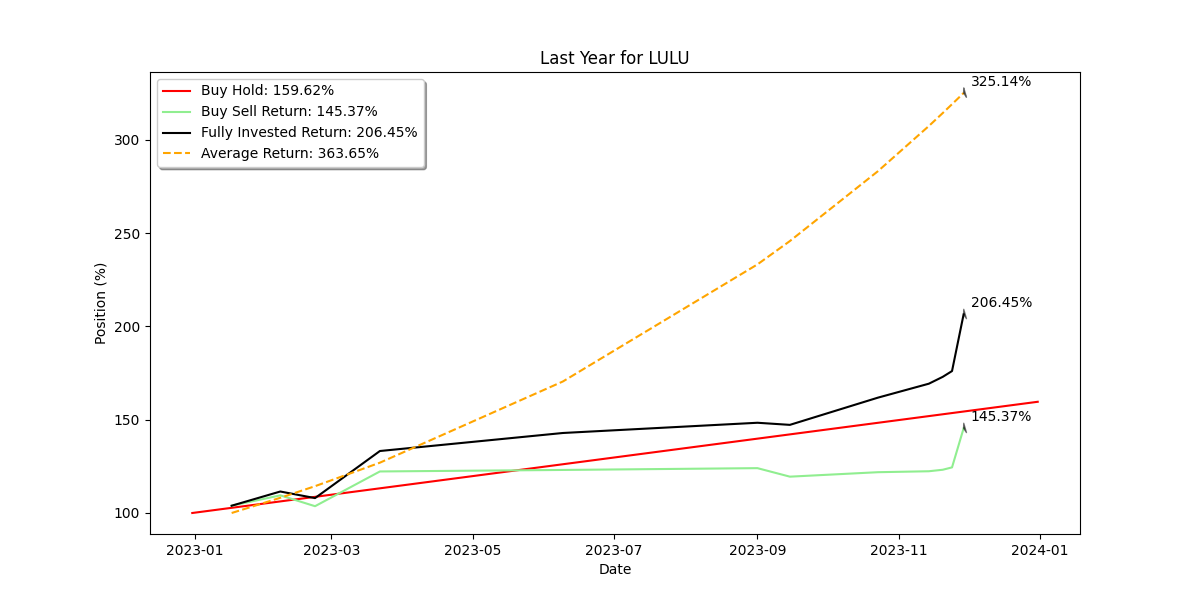 Last Year for LULU
Buy Hold: 159.62%
Buy Sell Return: 145.37%
Fully Invested Return: 206.45%
Average Return: 363.65%
325.14%
206.45%
145.37%
300
250
200
150
100
Position (%)
2023-01 2023-03 2023-05 2023-07 2023-09 2023-11 2024-01
Date